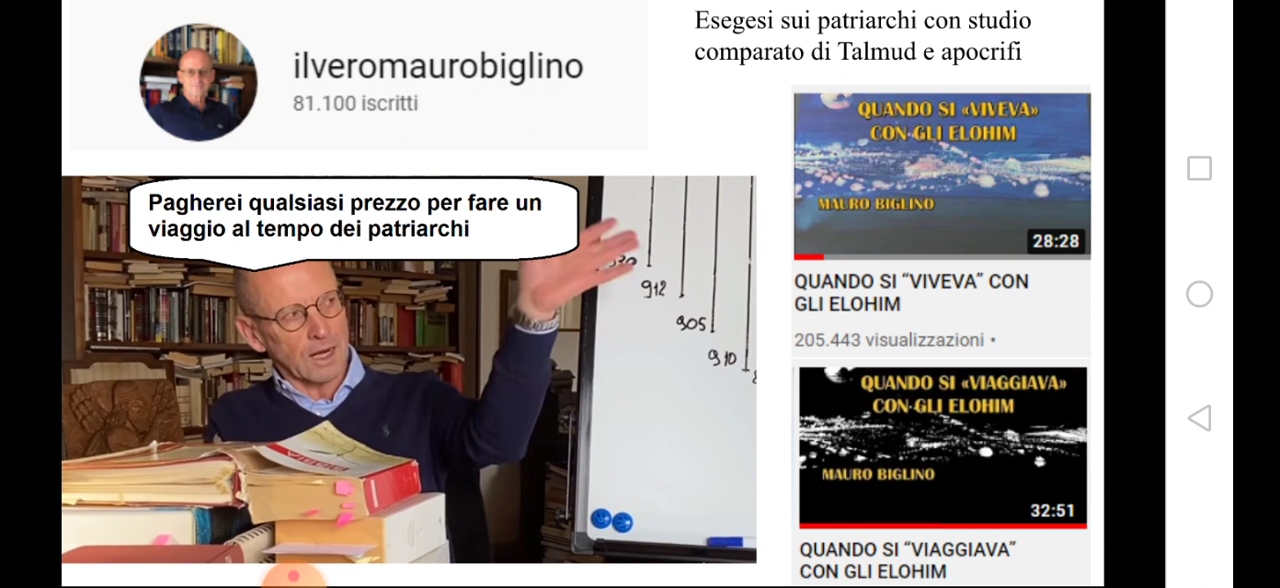 ilveromaurobiglino
81.100 iscritti
Esegesi sui patriarchi con studio
comparato di Talmud e apocrifi
Pagherei qualsiasi prezzo per fare un
viaggio al tempo dei patriarchi
912
905
910
QUANDO SI «VIVEVA»
CON GLI ELOHIM
MAURO BIGLINO
28:28
QUANDO SI “VIVEVA” CON
GLI ELOHIM
205.443 visualizzazioni •
QUANDO SI «VIAGGIAVA»
CON GLI ELOHIM
MAURO BIGLINO
32:51
QUANDO SI “VIAGGIAVA”
CON GLI ELOHIM